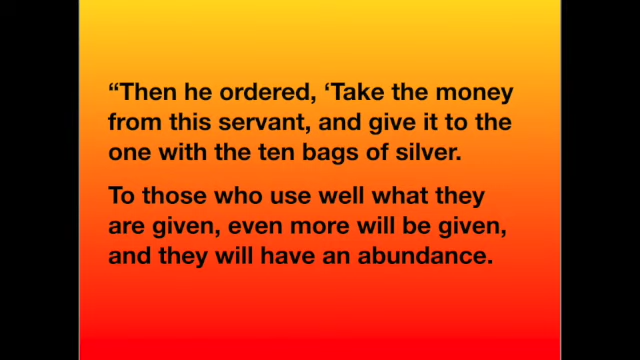 “Then he ordered, ‘Take the money
from this servant, and give it to the
one with the ten bags of silver.
To those who use well what they
are given, even more will be given,
and they will have an abundance.